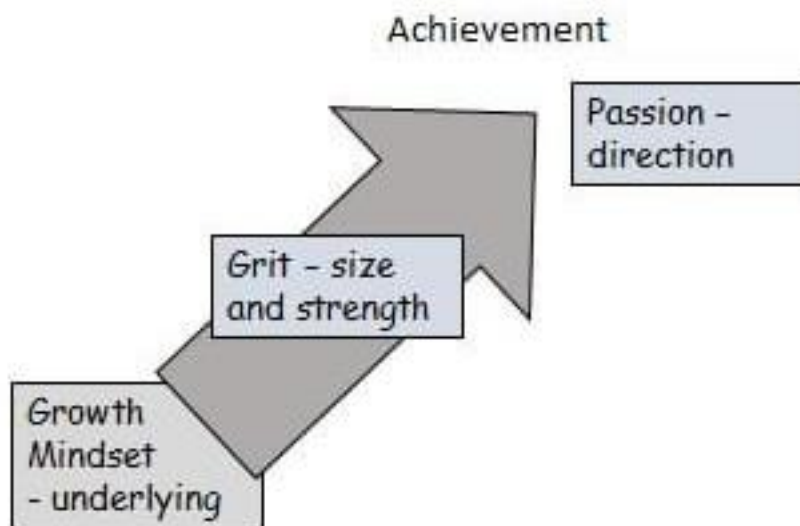 Achievement
Passion –
direction
Grit – size
and strength
Growth
Mindset
- underlying